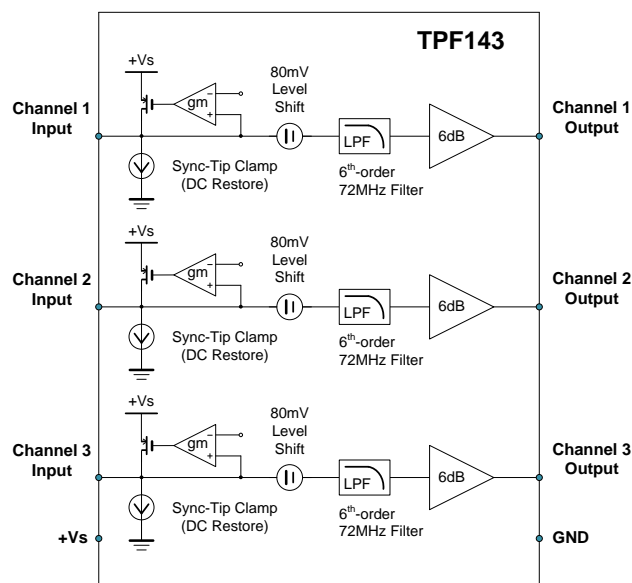 TPF143
+Vs
80mV
Level
Shift
Channel 1
Input
gm
−
+
LPF
6dB
Channel 1
Output
Sync-Tip Clamp
(DC Restore)
6th-order
72MHz Filter
+Vs
80mV
Level
Shift
Channel 2
Input
gm
−
+
LPF
6dB
Channel 2
Output
Sync-Tip Clamp
(DC Restore)
6th-order
72MHz Filter
+Vs
80mV
Level
Shift
Channel 3
Input
gm
−
+
LPF
6dB
Channel 3
Output
Sync-Tip Clamp
(DC Restore)
6th-order
72MHz Filter
+Vs
GND